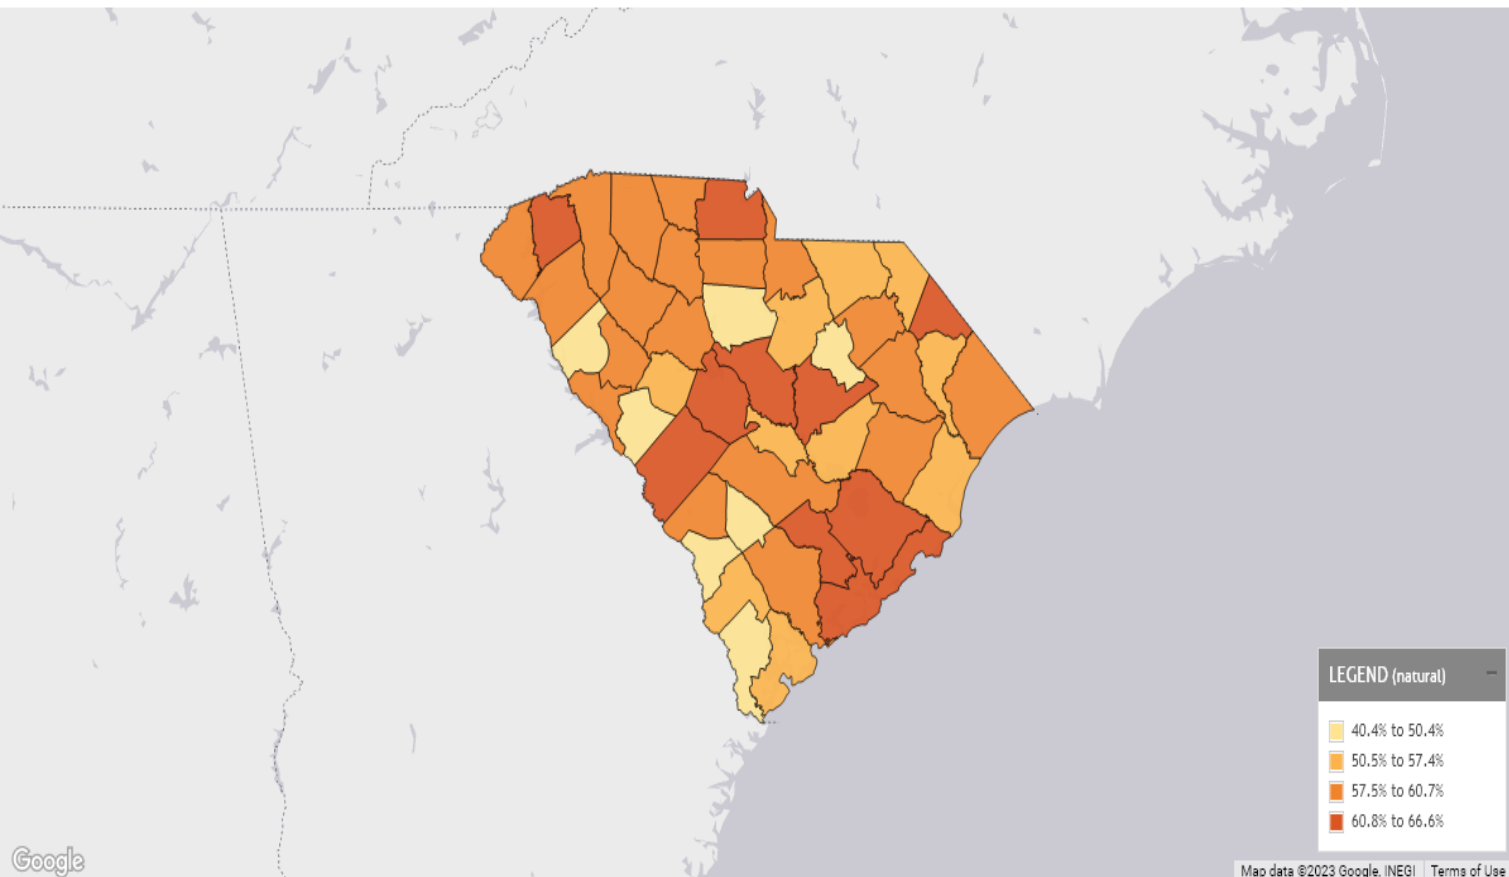 LEGEND (natural)
40.4% to 50.4%
50.5% to 57.4%
57.5% to 60.7%
60.8% to 66.6%
Google
Map data ©2023 Google, INEGI
Terms of Use